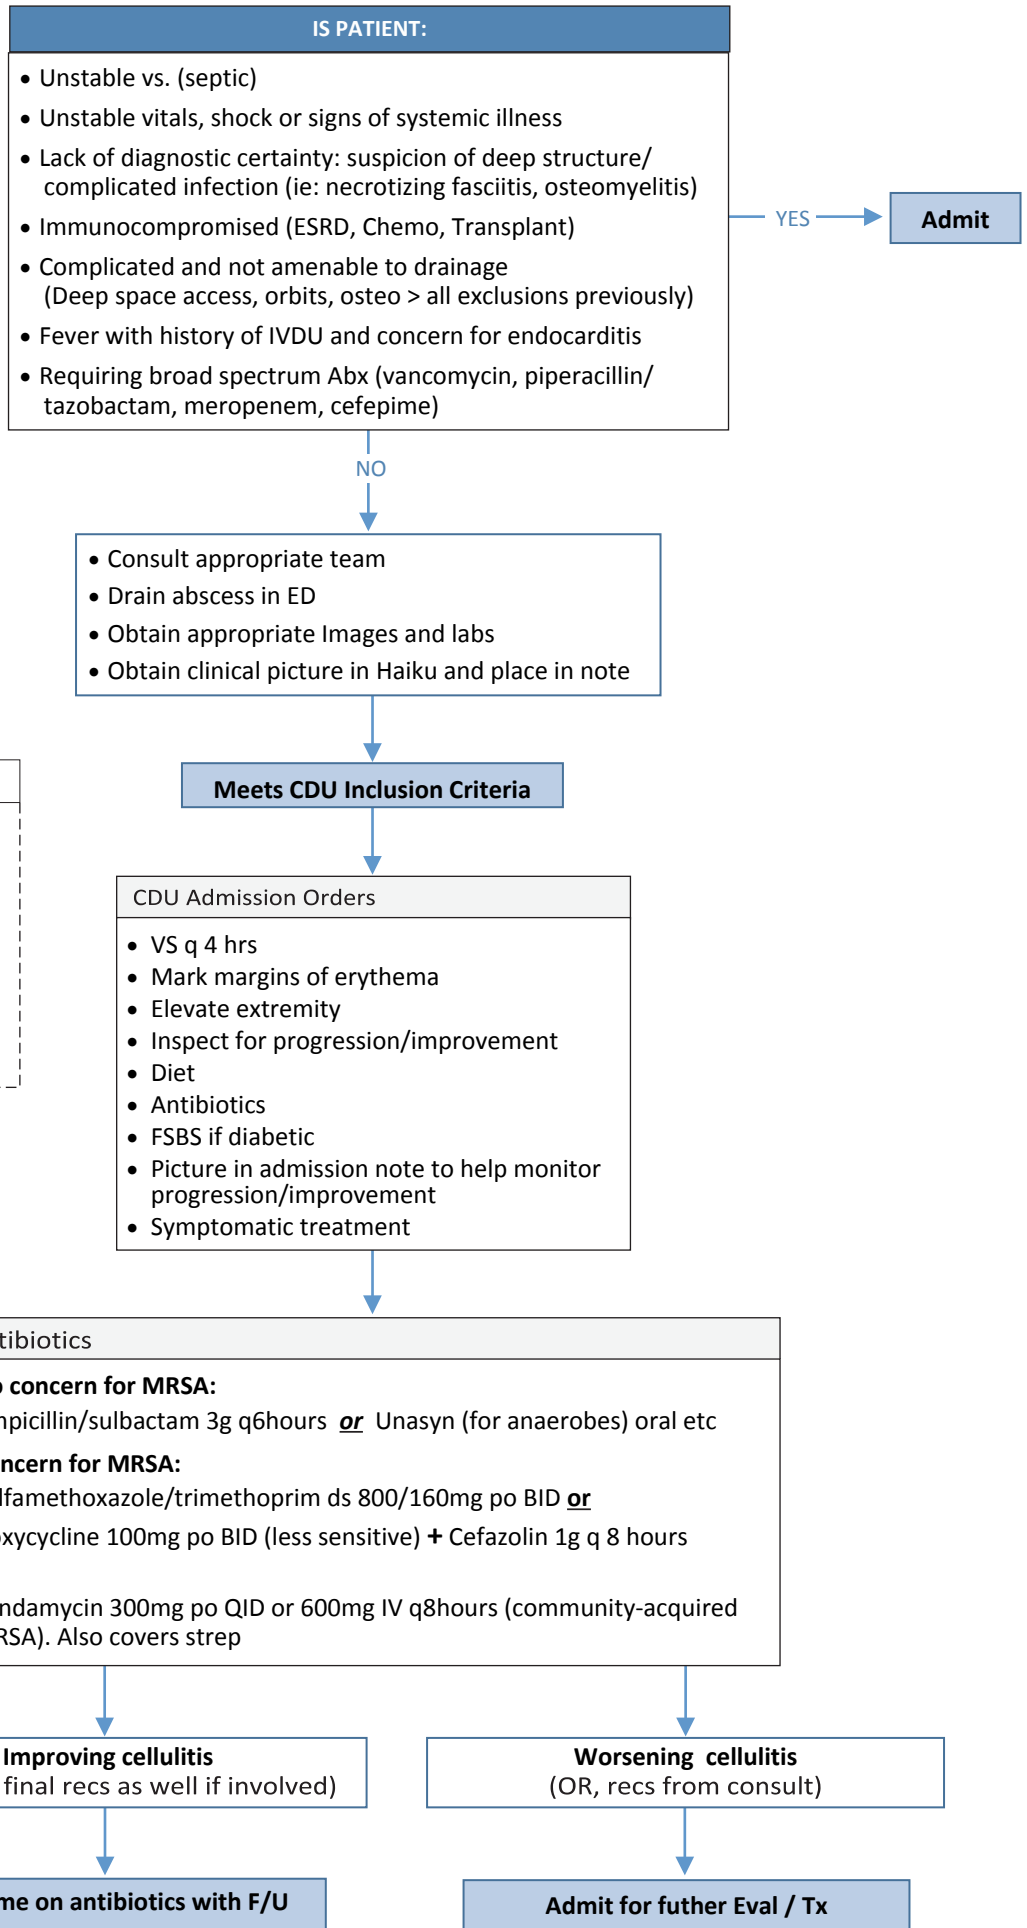 IS PATIENT:
• Unstable vs. (septic)
• Unstable vitals, shock or signs of systemic illness
• Lack of diagnostic certainty: suspicion of deep structure/
complicated infection (ie: necrotizing fasciitis, osteomyelitis)
• Immunocompromised (ESRD, Chemo, Transplant)
• Complicated and not amenable to drainage
(Deep space access, orbits, osteo > all exclusions previously)
• Fever with history of IVDU and concern for endocarditis
• Requiring broad spectrum Abx (vancomycin, piperacillin/
tazobactam, meropenem, cefepime)
YES
Admit
NO
• Consult appropriate team
• Drain abscess in ED
• Obtain appropriate Images and labs
• Obtain clinical picture in Haiku and place in note
Meets CDU Inclusion Criteria
CDU Admission Orders
• VS q 4 hrs
• Mark margins of erythema
• Elevate extremity
• Inspect for progression/improvement
• Diet
• Antibiotics
• FSBS if diabetic
• Picture in admission note to help monitor
progression/improvement
• Symptomatic treatment
tibiotics
o concern for MRSA:
mpicillin/sulbactam 3g q6hours or Unasyn (for anaerobes) oral etc
ncern for MRSA:
lfamethoxazole/trimethoprim ds 800/160mg po BID or
oxycycline 100mg po BID (less sensitive) + Cefazolin 1g q 8 hours
ndamycin 300mg po QID or 600mg IV q8hours (community-acquired
RSA). Also covers strep
Improving cellulitis
final recs as well if involved)
Worsening cellulitis
(OR, recs from consult)
me on antibiotics with F/U
Admit for futher Eval / Tx